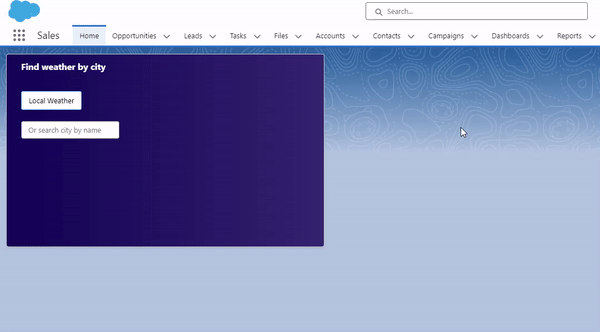 Search...
Sales
Home Opportunities Leads Tasks Files Accounts Contacts Campaigns Dashboards Reports
Find weather by city
Local Weather
Or search city by name